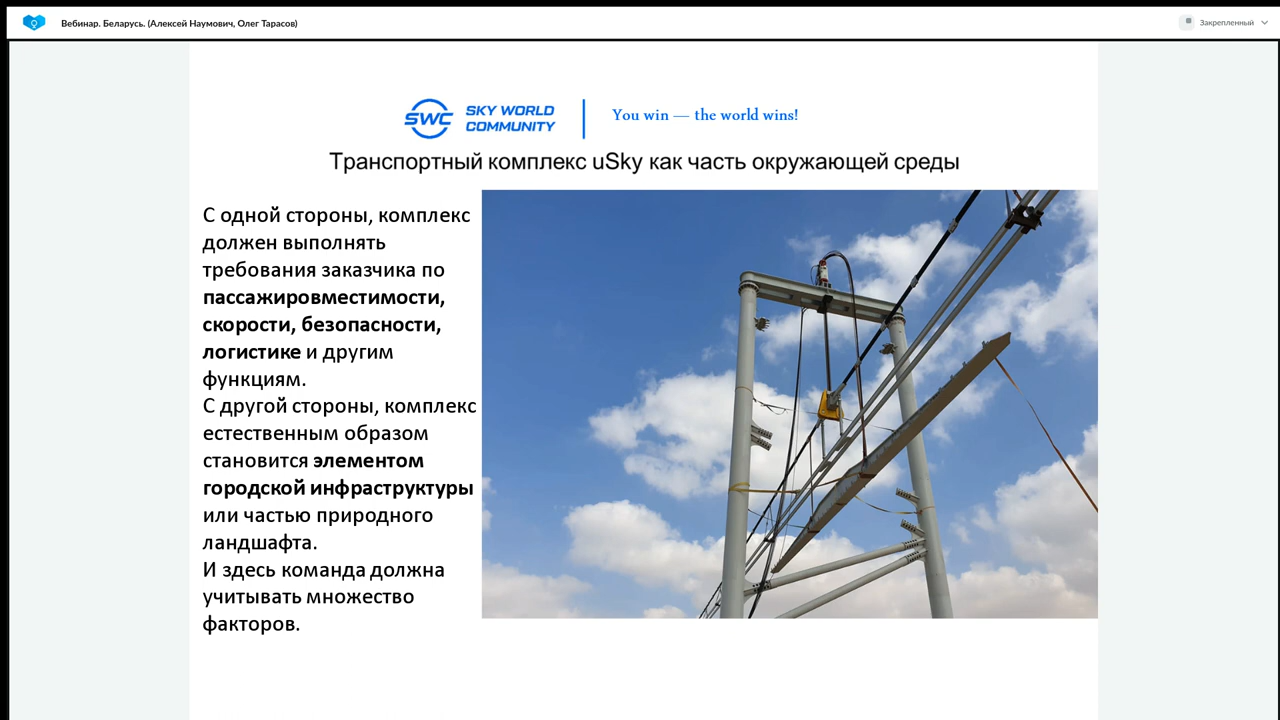 Вебинар. Беларусь. (Алексей Наумович, Олег Тарасов)
Закрепленный
SWC
SKY WORLD
COMMUNITY
You win — the world wins!
Транспортный комплекс uSky как часть окружающей среды
С одной стороны, комплекс
должен выполнять
требования заказчика по
пассажировместимости,
скорости, безопасности,
логистике и другим
функциям.
С другой стороны, комплекс
естественным образом
становится элементом
городской инфраструктуры
или частью природного
ландшафта.
И здесь команда должна
учитывать множество
факторов.